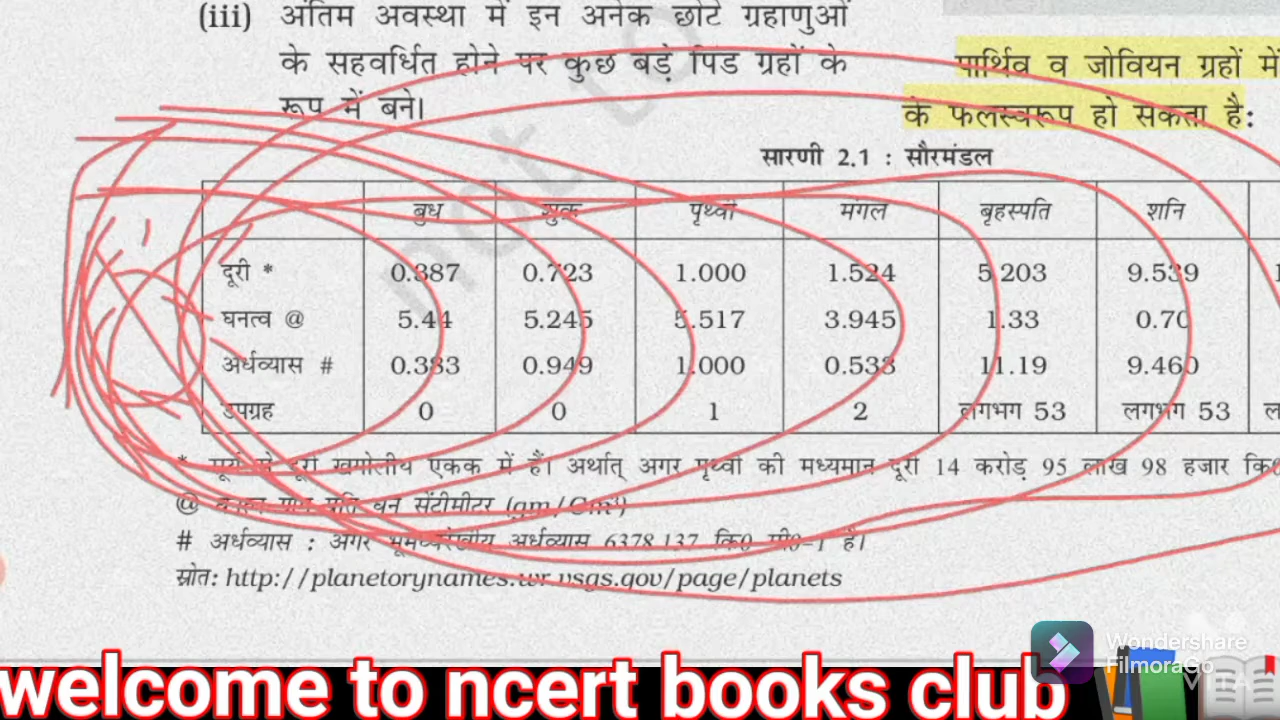 (iii) अंतिम अवस्था में इन अनेक छोटे ग्रहाणुओं
के सहवर्धित होने पर कुछ बड़े पिंड ग्रहों के
रूप में बने।
पार्थिव व जोवियन ग्रहों में
के फलस्वरूप हो सकता है:
सारणी 2.1 : सौरमंडल
बुध शुक्र पृथ्वी मंगल बृहस्पति शनि
दूरी * 0.387 0.723 1.000 1.524 5.203 9.539
घनत्व @ 5.44 5.245 5.517 3.945 1.33 0.70
अर्धव्यास # 0.383 0.949 1.000 0.533 11.19 9.460
उपग्रह 0 0 1 2 लगभग 53 लगभग 53
* सूर्य से दूरी खगोलीय एकक में है। अर्थात् अगर पृथ्वी की मध्यमान दूरी 14 करोड़ 95 लाख 98 हजार कि०
@ घन सेंटीमीटर (gm/Cm³)
# अर्धव्यास : अगर भूमध्यरेखीय अर्धव्यास 6378.137 कि० मी०=1 है।
स्रोत: http://planetorynames.wr.usgs.gov/page/planets
not to
Wondershare
FilmoraGo
welcome to ncert books club